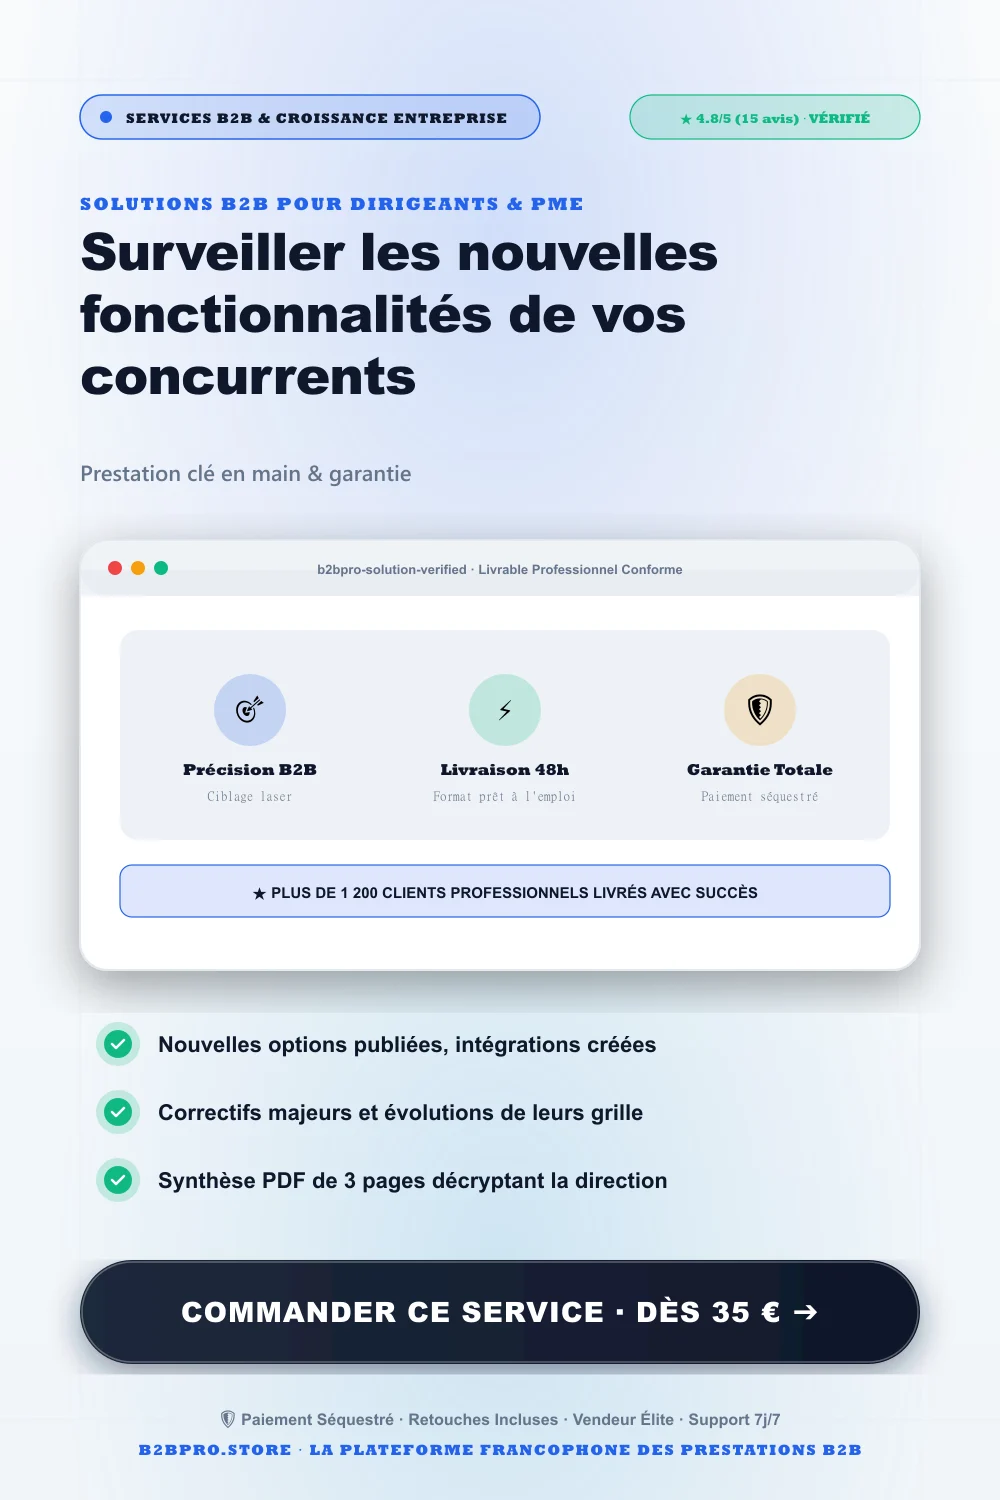 SERVICES B2B & CROISSANCE ENTREPRISE
★ 4.8/5 (15 avis) · VÉRIFIÉ
SOLUTIONS B2B POUR DIRIGEANTS & PME
Surveiller les nouvelles
fonctionnalités de vos
concurrents
Prestation clé en main & garantie
b2bpro-solution-verified · Livrable Professionnel Conforme
Précision B2B
Ciblage laser
Livraison 48h
Format prêt à l'emploi
Garantie Totale
Paiement séquestré
★ PLUS DE 1 200 CLIENTS PROFESSIONNELS LIVRÉS AVEC SUCCÈS
Nouvelles options publiées, intégrations créées
Correctifs majeurs et évolutions de leurs grille
Synthèse PDF de 3 pages décryptant la direction
COMMANDER CE SERVICE · DÈS 35 € →
Paiement Séquestré · Retouches Incluses · Vendeur Élite · Support 7j/7
B2BPRO.STORE · LA PLATEFORME FRANCOPHONE DES PRESTATIONS B2B